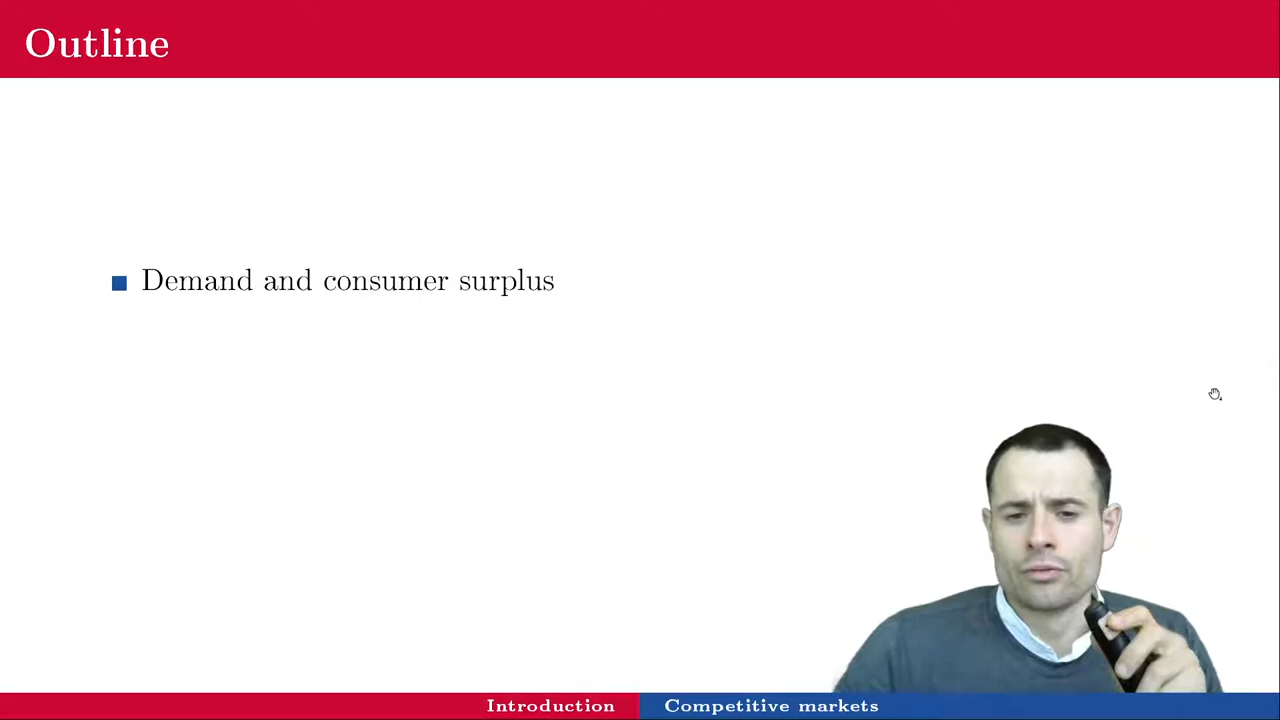 Outline
Demand and consumer surplus
Introduction
Competitive markets